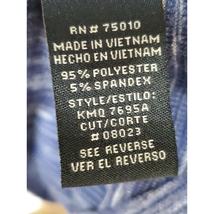 RN# 75010
MADE IN VIETNAM
HECHO EN VIETNAM
95% POLYESTER
5% SPANDEX
STYLE/ESTILO:
KMQ 7695A
CUT/CORTE
#08023
SEE REVERSE
VER EL REVERSO